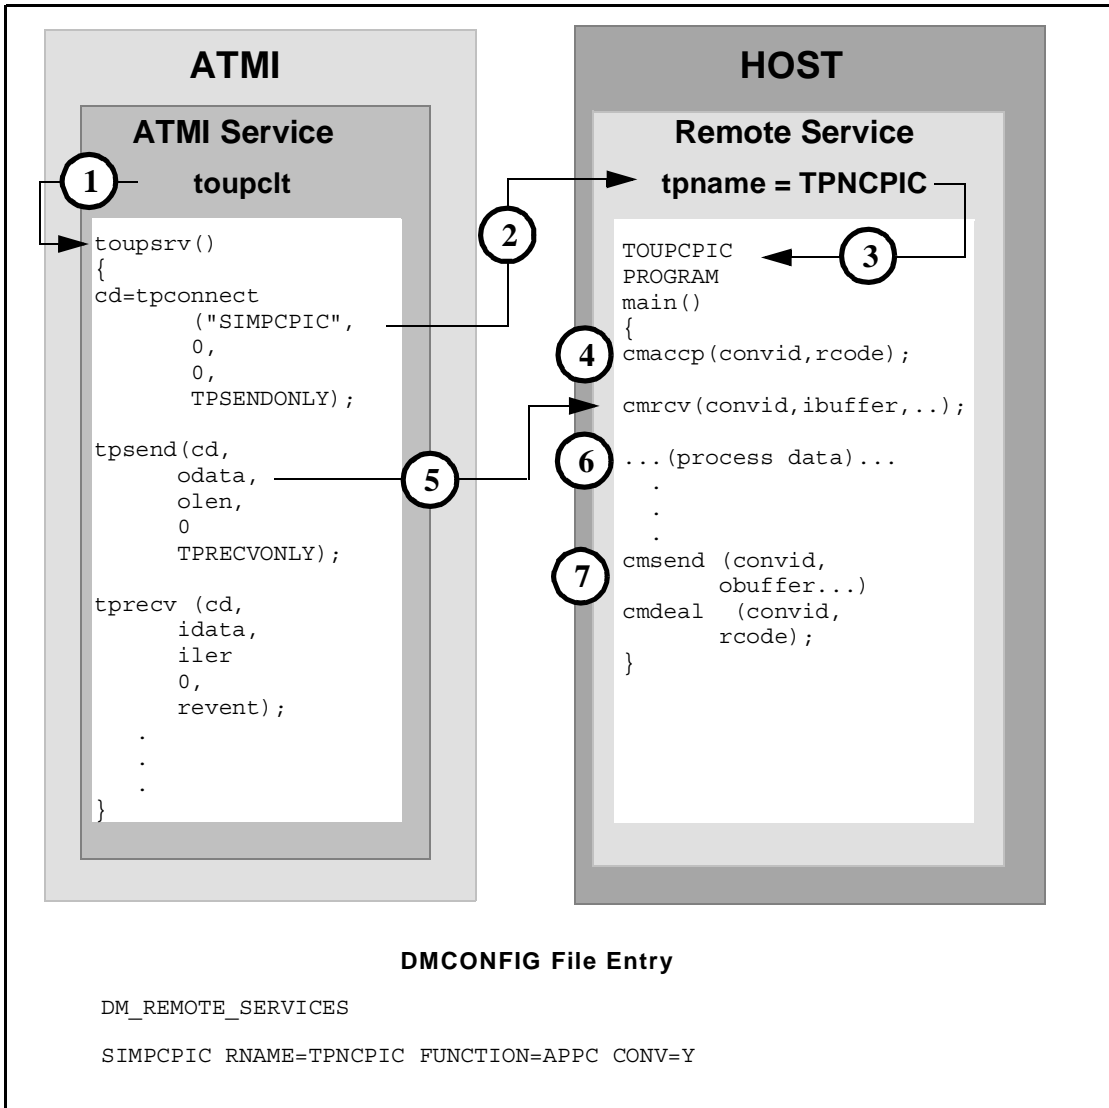 ATMI
ATMI Service
1
toupclt
toupsrv()
{
cd=tpconnect
("SIMPCPIC",
0,
0,
TPSENDONLY);
tpsend(cd,
odata,
olen,
0
TPRECVONLY);
tprecv (cd,
idata,
iler
0,
revent);
.
.
.
}
2
5
HOST
Remote Service
tpname = TPNCPIC
3
TOUPCPIC
PROGRAM
main()
{
4
cmaccp(convid,rcode);
cmrcv(convid,ibuffer,..);
6
...(process data)...
.
.
.
7
cmsend (convid,
obuffer...)
cmdeal (convid,
rcode);
}
DMCONFIG File Entry
DM_REMOTE_SERVICES
SIMPCPIC RNAME=TPNCPIC FUNCTION=APPC CONV=Y